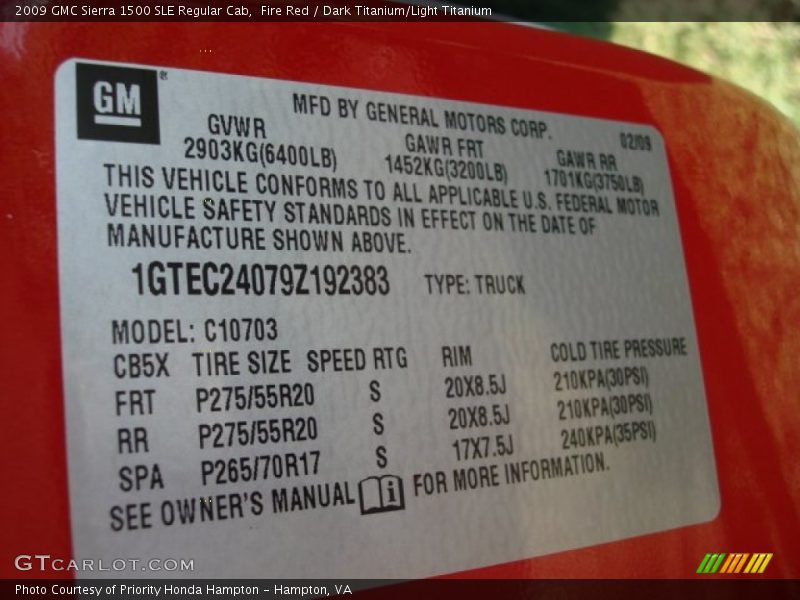 2009 GMC Sierra 1500 SLE Regular Cab,  Fire Red / Dark Titanium/Light Titanium
GM®
MFD BY GENERAL MOTORS CORP.
02/09
GVWR GAWR FRT GAWR RR
2903KG(6400LB) 1452KG(3200LB) 1701KG(3750LB)
THIS VEHICLE CONFORMS TO ALL APPLICABLE U.S. FEDERAL MOTOR
VEHICLE SAFETY STANDARDS IN EFFECT ON THE DATE OF
MANUFACTURE SHOWN ABOVE.
1GTEC24079Z192383 TYPE: TRUCK
MODEL: C10703
CB5X TIRE SIZE SPEED RTG RIM COLD TIRE PRESSURE
FRT P275/55R20 S 20X8.5J 210KPA(30PSI)
RR P275/55R20 S 20X8.5J 210KPA(30PSI)
SPA P265/70R17 S 17X7.5J 240KPA(35PSI)
SEE OWNER'S MANUAL i FOR MORE INFORMATION.
GTCARLOT.COM
Photo Courtesy of Priority Honda Hampton - Hampton, VA